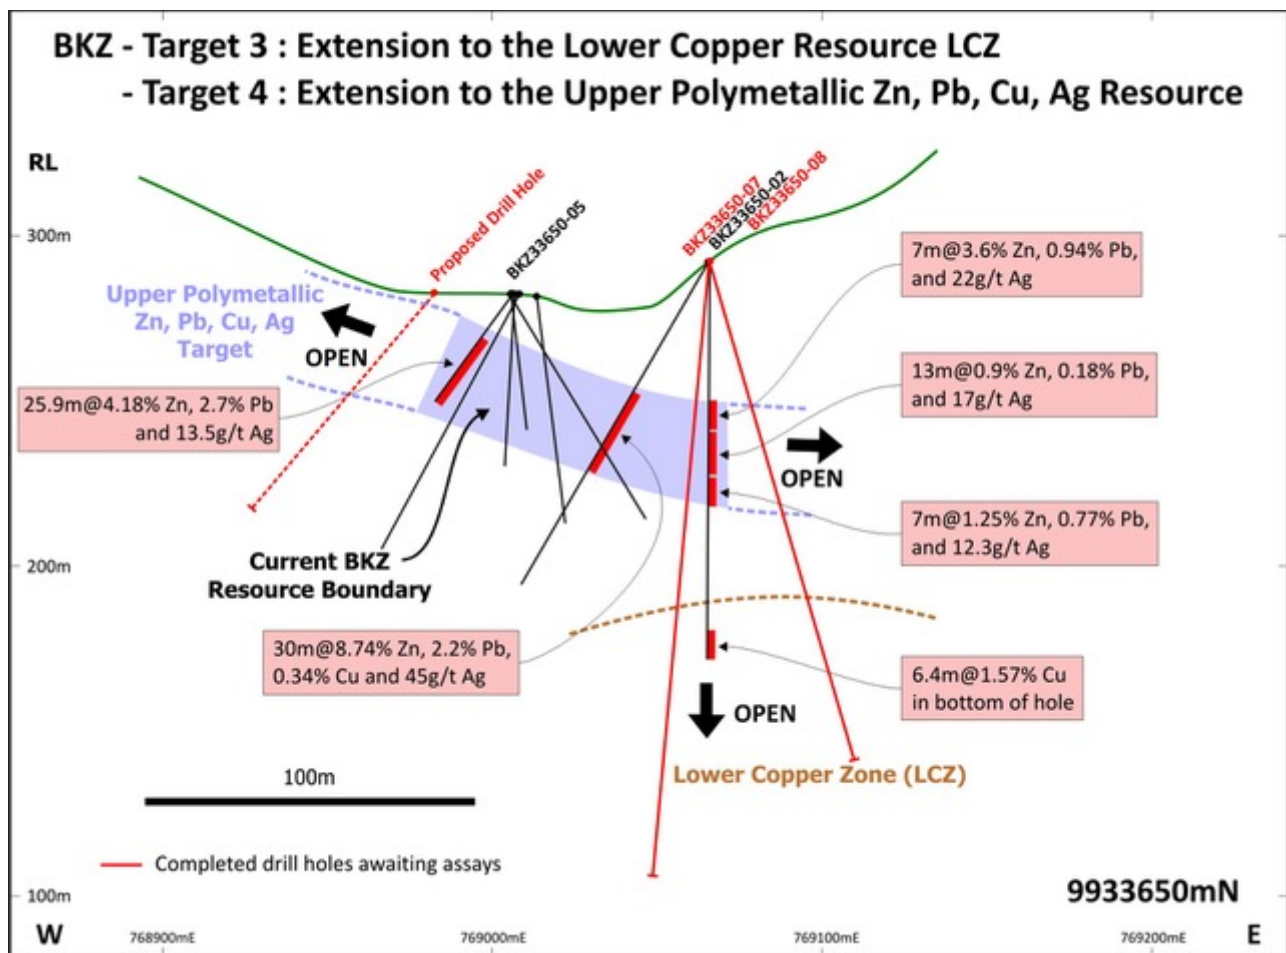 BKZ - Target 3 : Extension to the Lower Copper Resource LCZ
- Target 4 : Extension to the Upper Polymetallic Zn, Pb, Cu, Ag Resource
RL
300m
200m
100m
Proposed Drill Hole
BKZ33650-05
BKZ33650-07
BKZ33650-02
BKZ33650-08
Upper Polymetallic
Zn, Pb, Cu, Ag
Target
OPEN
25.9m@4.18% Zn, 2.7% Pb
and 13.5g/t Ag
Current BKZ
Resource Boundary
30m@8.74% Zn, 2.2% Pb,
0.34% Cu and 45g/t Ag
7m@3.6% Zn, 0.94% Pb,
and 22g/t Ag
13m@0.9% Zn, 0.18% Pb,
and 17g/t Ag
OPEN
7m@1.25% Zn, 0.77% Pb,
and 12.3g/t Ag
6.4m@1.57% Cu
in bottom of hole
OPEN
Lower Copper Zone (LCZ)
100m
Completed drill holes awaiting assays
9933650mN
W
768900mE
769000mE
769100mE
769200mE
E